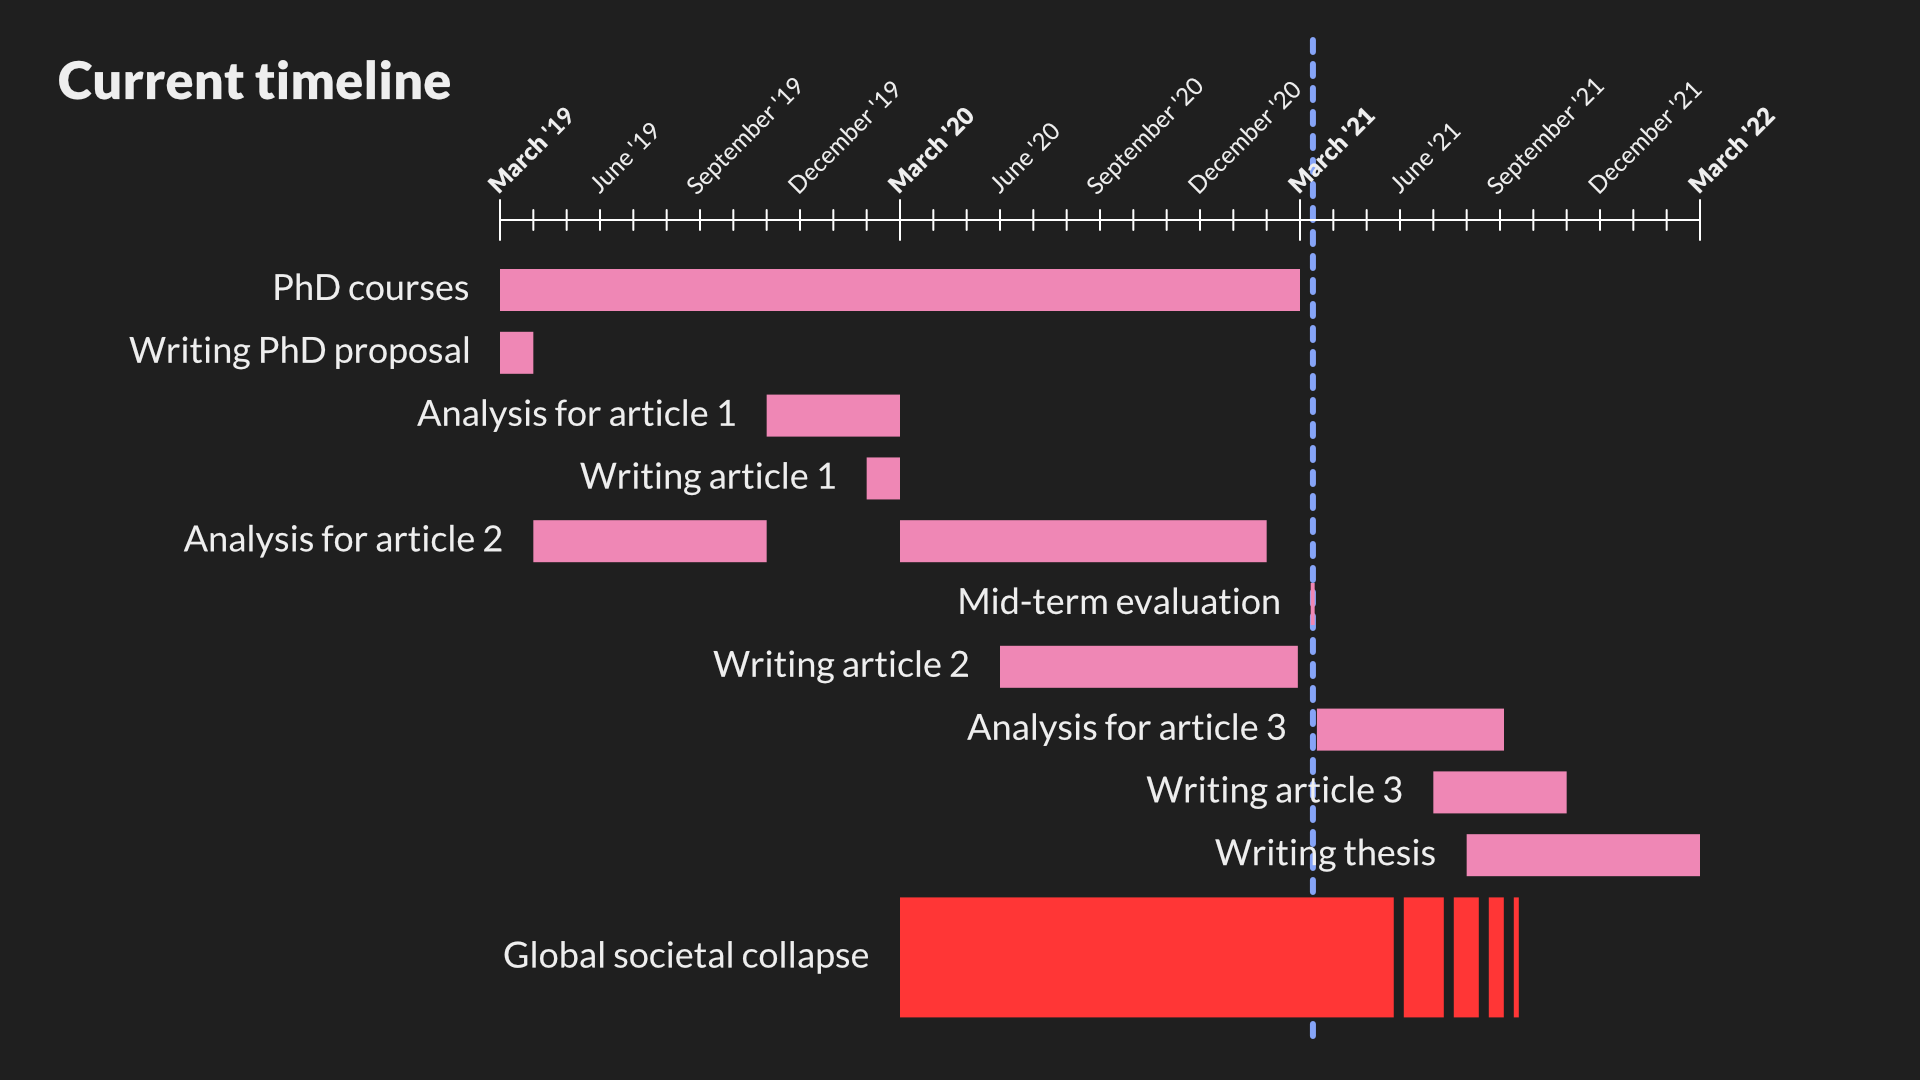 Current timeline
March '19
June '19
September '19
December '19
March '20
June '20
September '20
December '20
March '21
June '21
September '21
December '21
March '22
PhD courses
Writing PhD proposal
Analysis for article 1
Writing article 1
Analysis for article 2
Mid-term evaluation
Writing article 2
Analysis for article 3
Writing article 3
Writing thesis
Global societal collapse